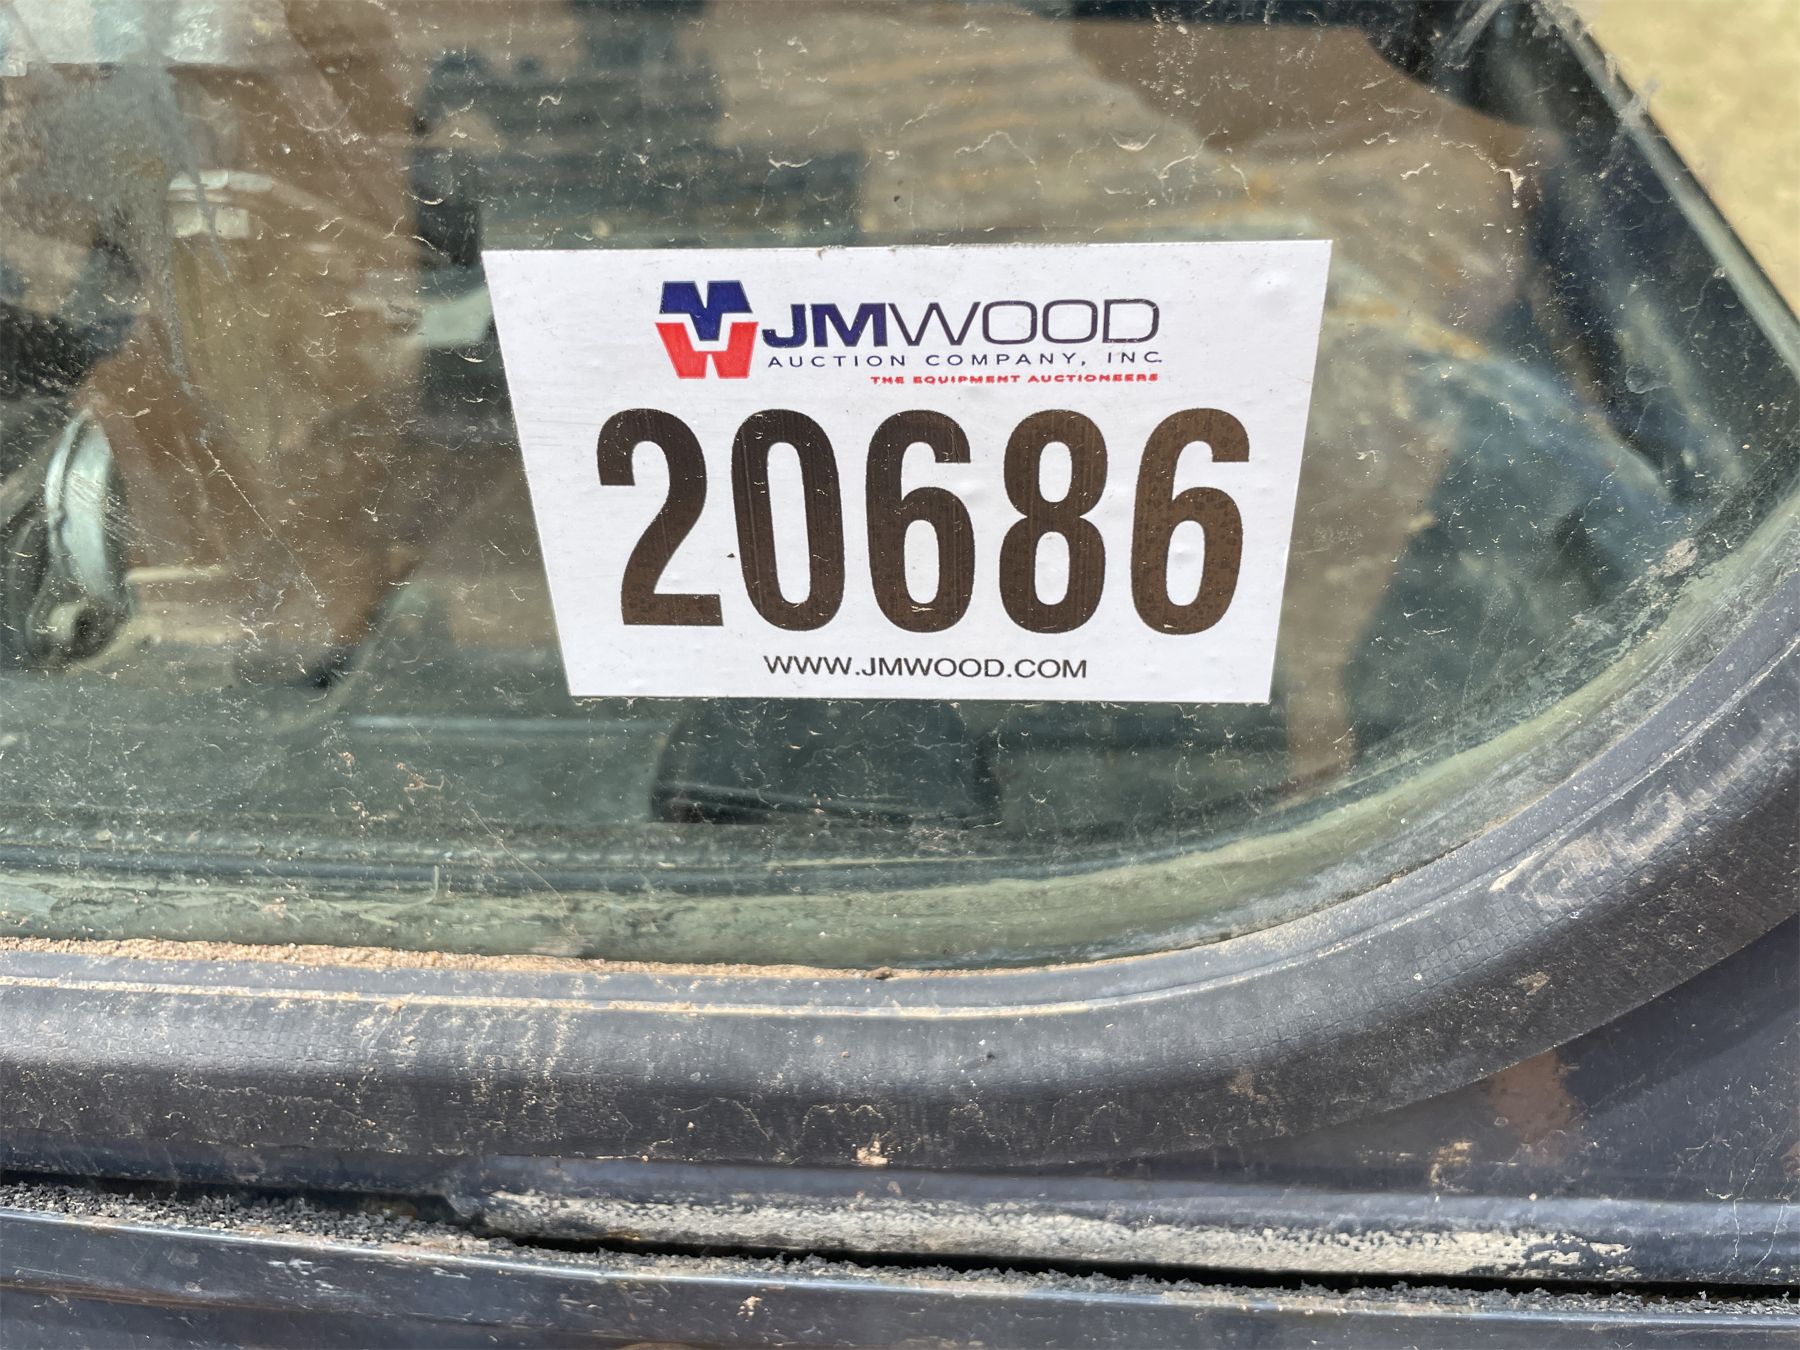 JMWOOD
AUCTION COMPANY, INC.
THE EQUIPMENT AUCTIONEERS
20686
WWW.JMWOOD.COM